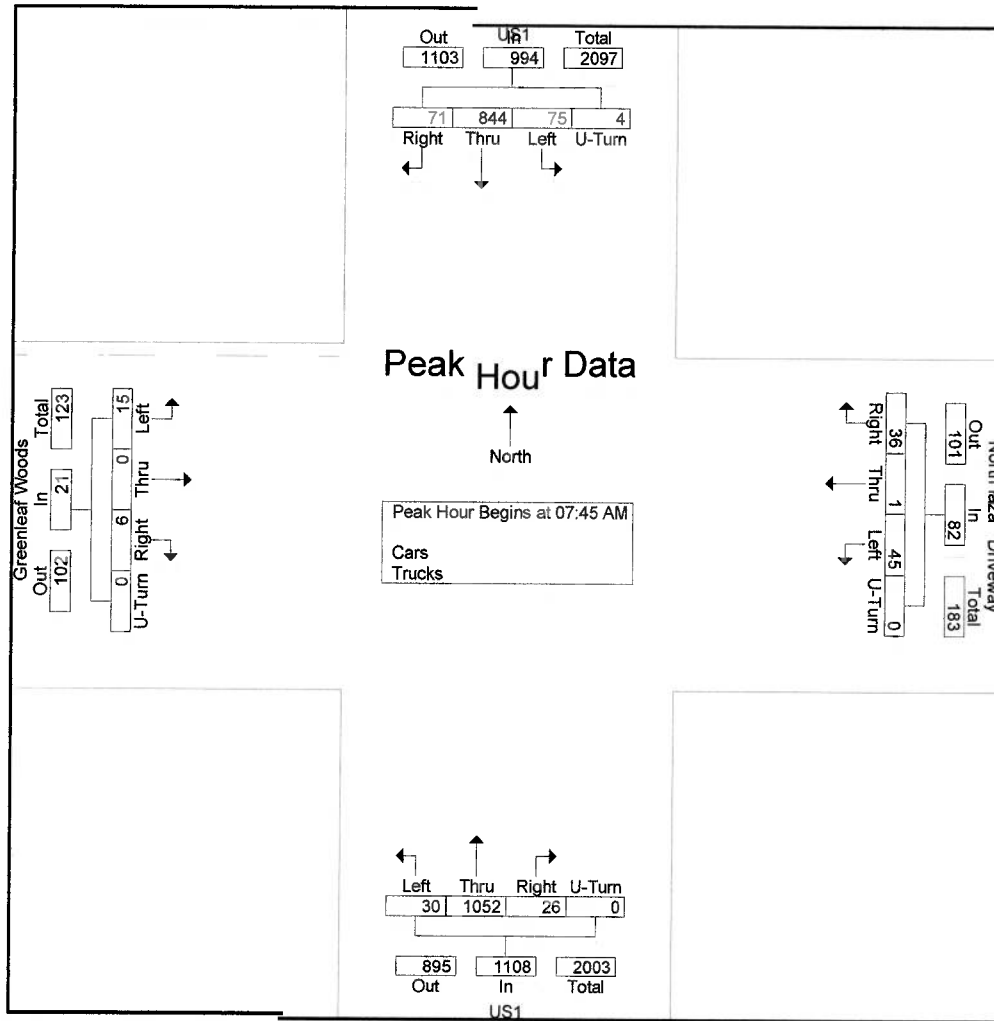 US1
Out In Total
1103 994 2097
71 844 75 4
Right Thru Left U-Turn
Peak Hour Data
North
Peak Hour Begins at 07:45 AM
Cars
Trucks
Greenleaf Woods
Total In Out
123 21 102
15 0 6 0
Left Thru Right U-Turn
Driveway
Out In Total
101 82 183
36 1 45 0
Right Thru Left U-Turn
Left Thru Right U-Turn
30 1052 26 0
895 1108 2003
Out In Total
US1